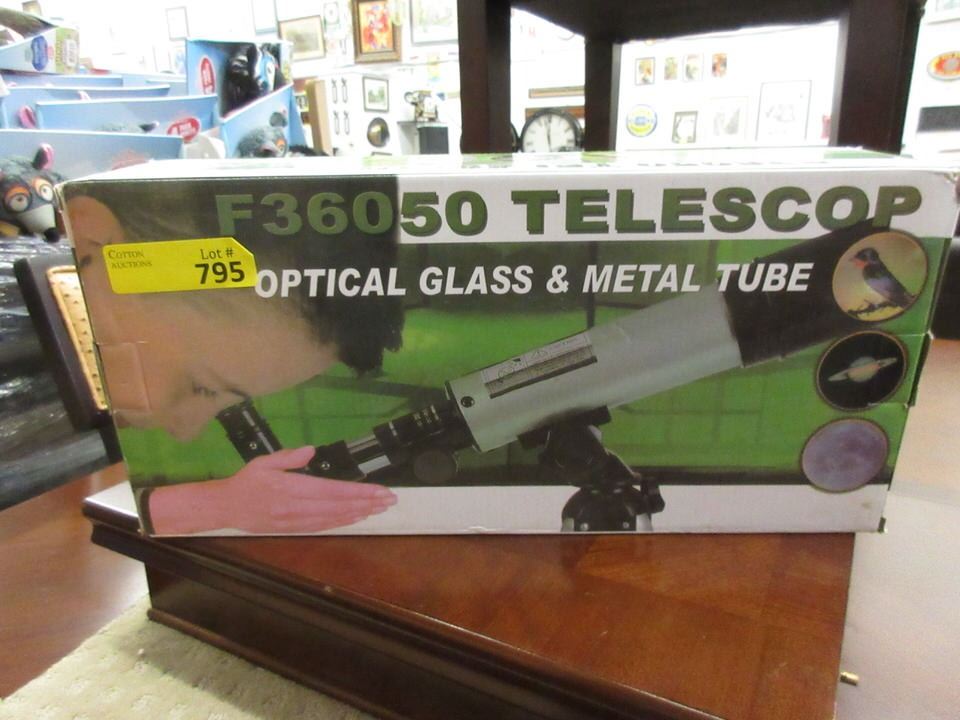 F36050 TELESCOP
COTTON
AUCTIONS
Lot #
795
OPTICAL GLASS & METAL TUBE